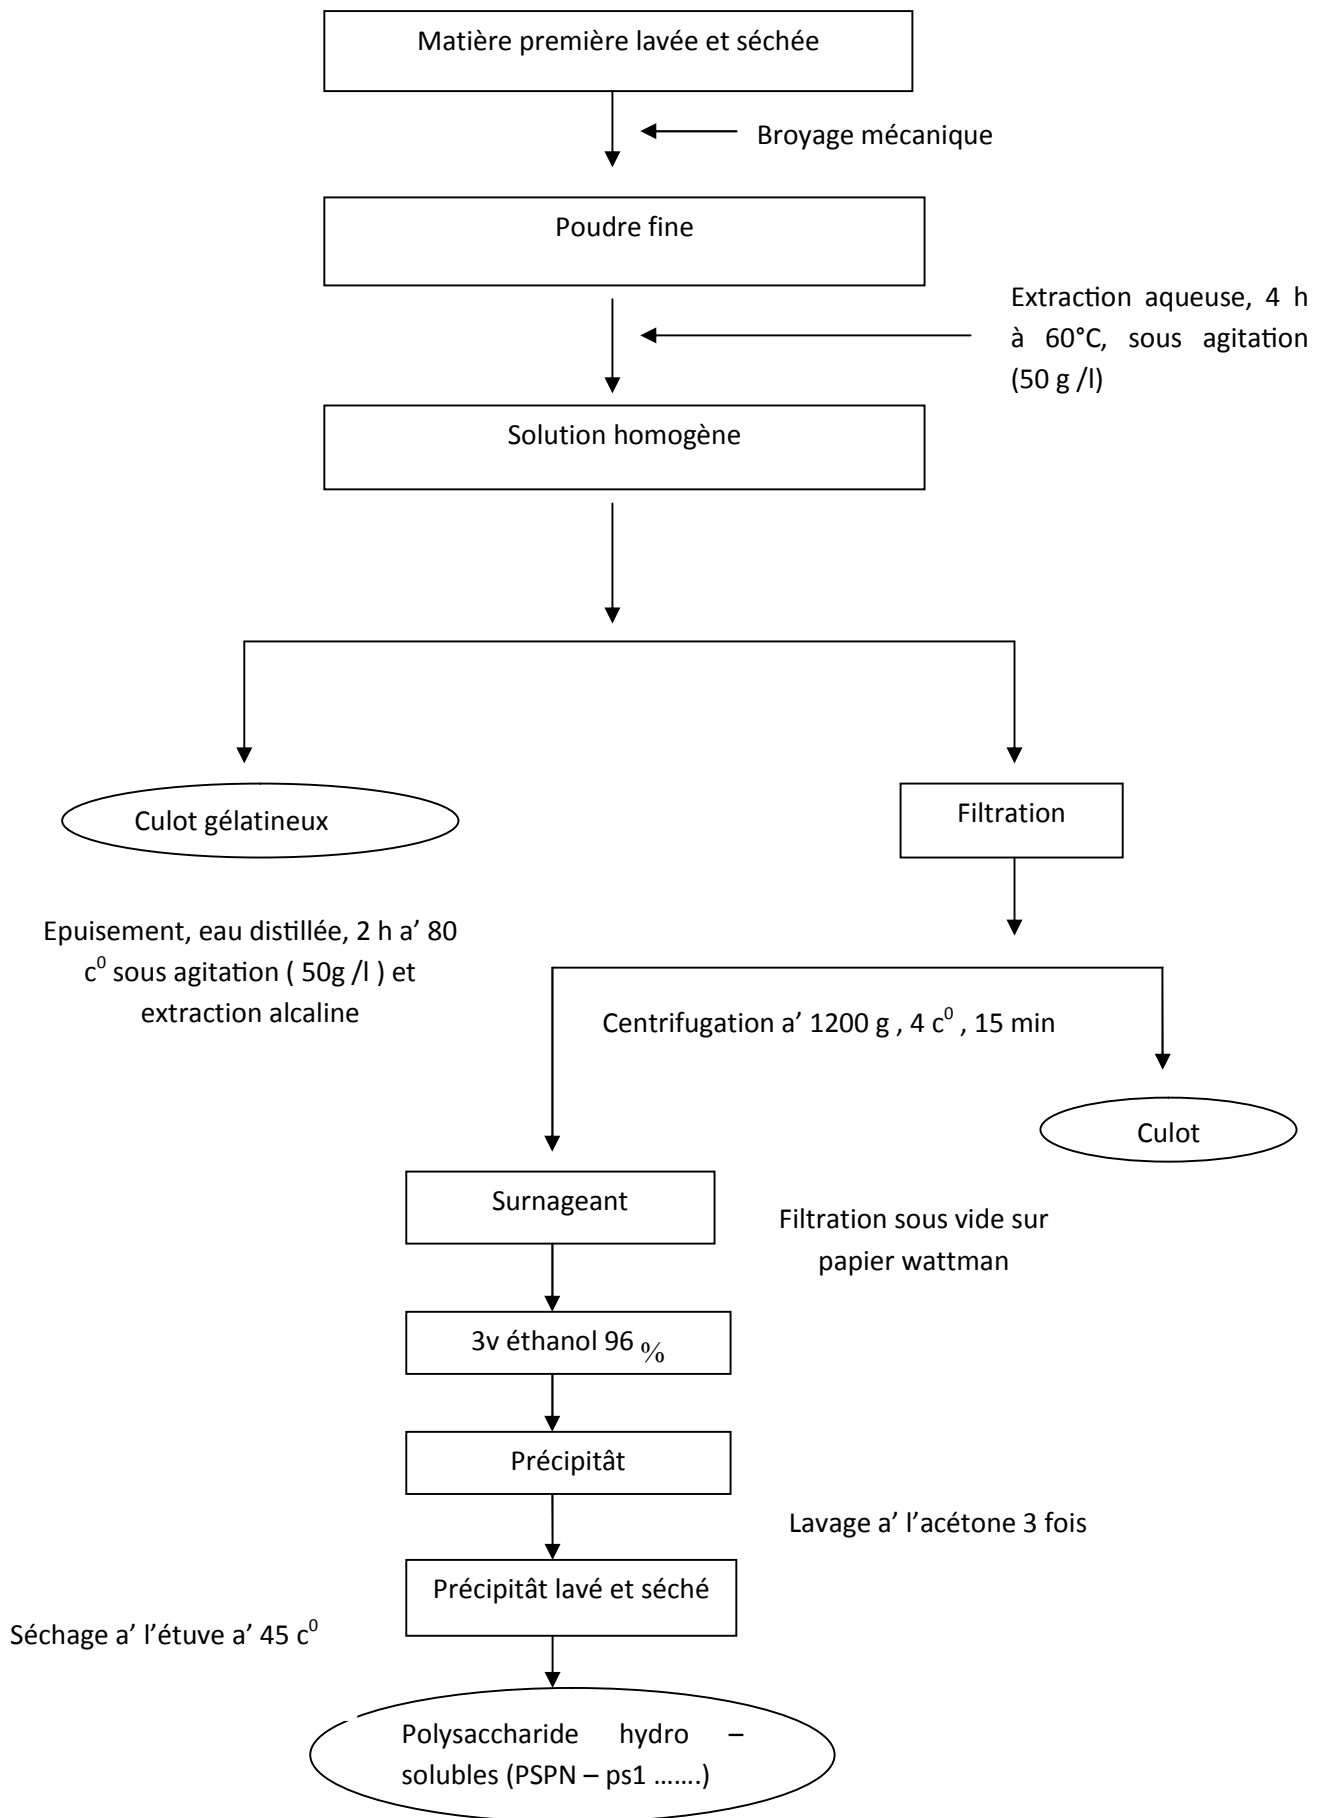 Matière première lavée et séchée
Broyage mécanique
Poudre fine
Extraction aqueuse, 4 h
à 60°C, sous agitation
(50 g /l)
Solution homogène
Culot gélatineux
Filtration
Epuisement, eau distillée, 2 h a’ 80
c⁰ sous agitation ( 50g /l ) et
extraction alcaline
Centrifugation a’ 1200 g , 4 c⁰ , 15 min
Culot
Surnageant
Filtration sous vide sur
papier wattman
3v éthanol 96 %
Précipitât
Lavage a’ l’acétone 3 fois
Précipitât lavé et séché
Séchage a’ l’étuve a’ 45 c⁰
Polysaccharide hydro –
solubles (PSPN – ps1 …….)